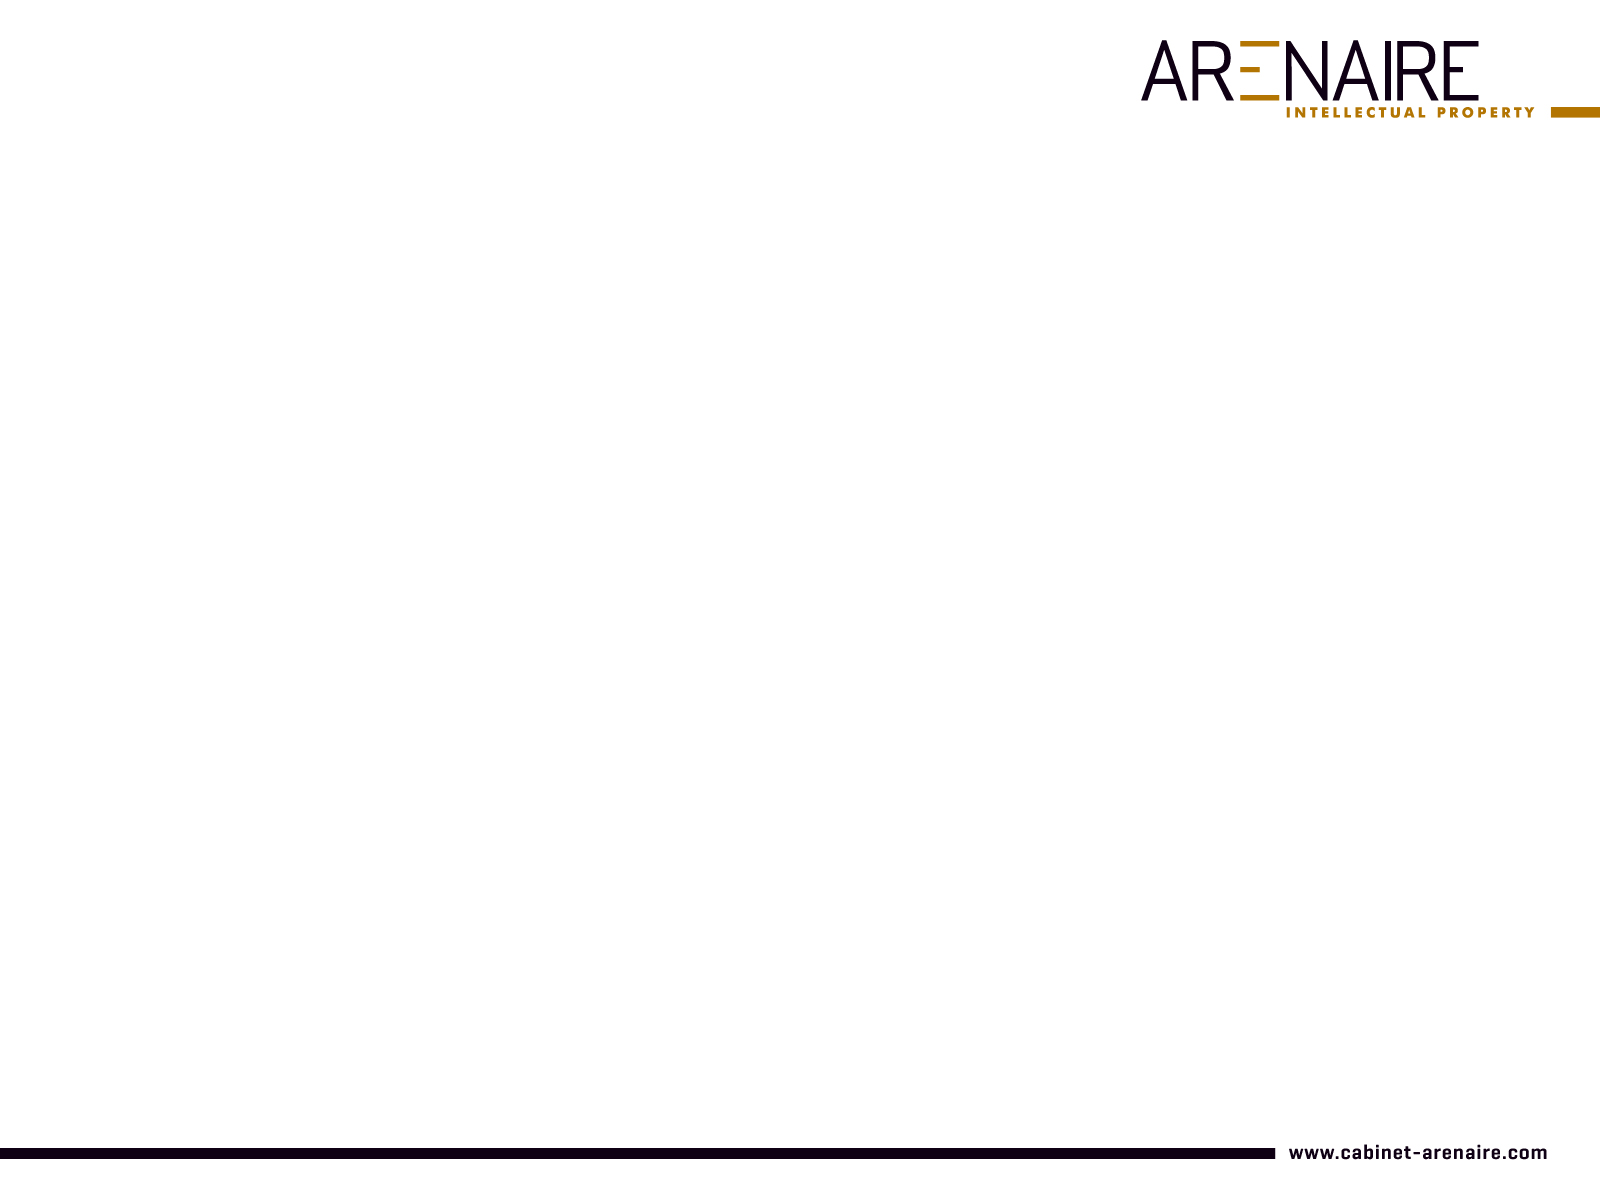 ARENAIRE
INTELLECTUAL PROPERTY
www.cabinet-arenaire.com